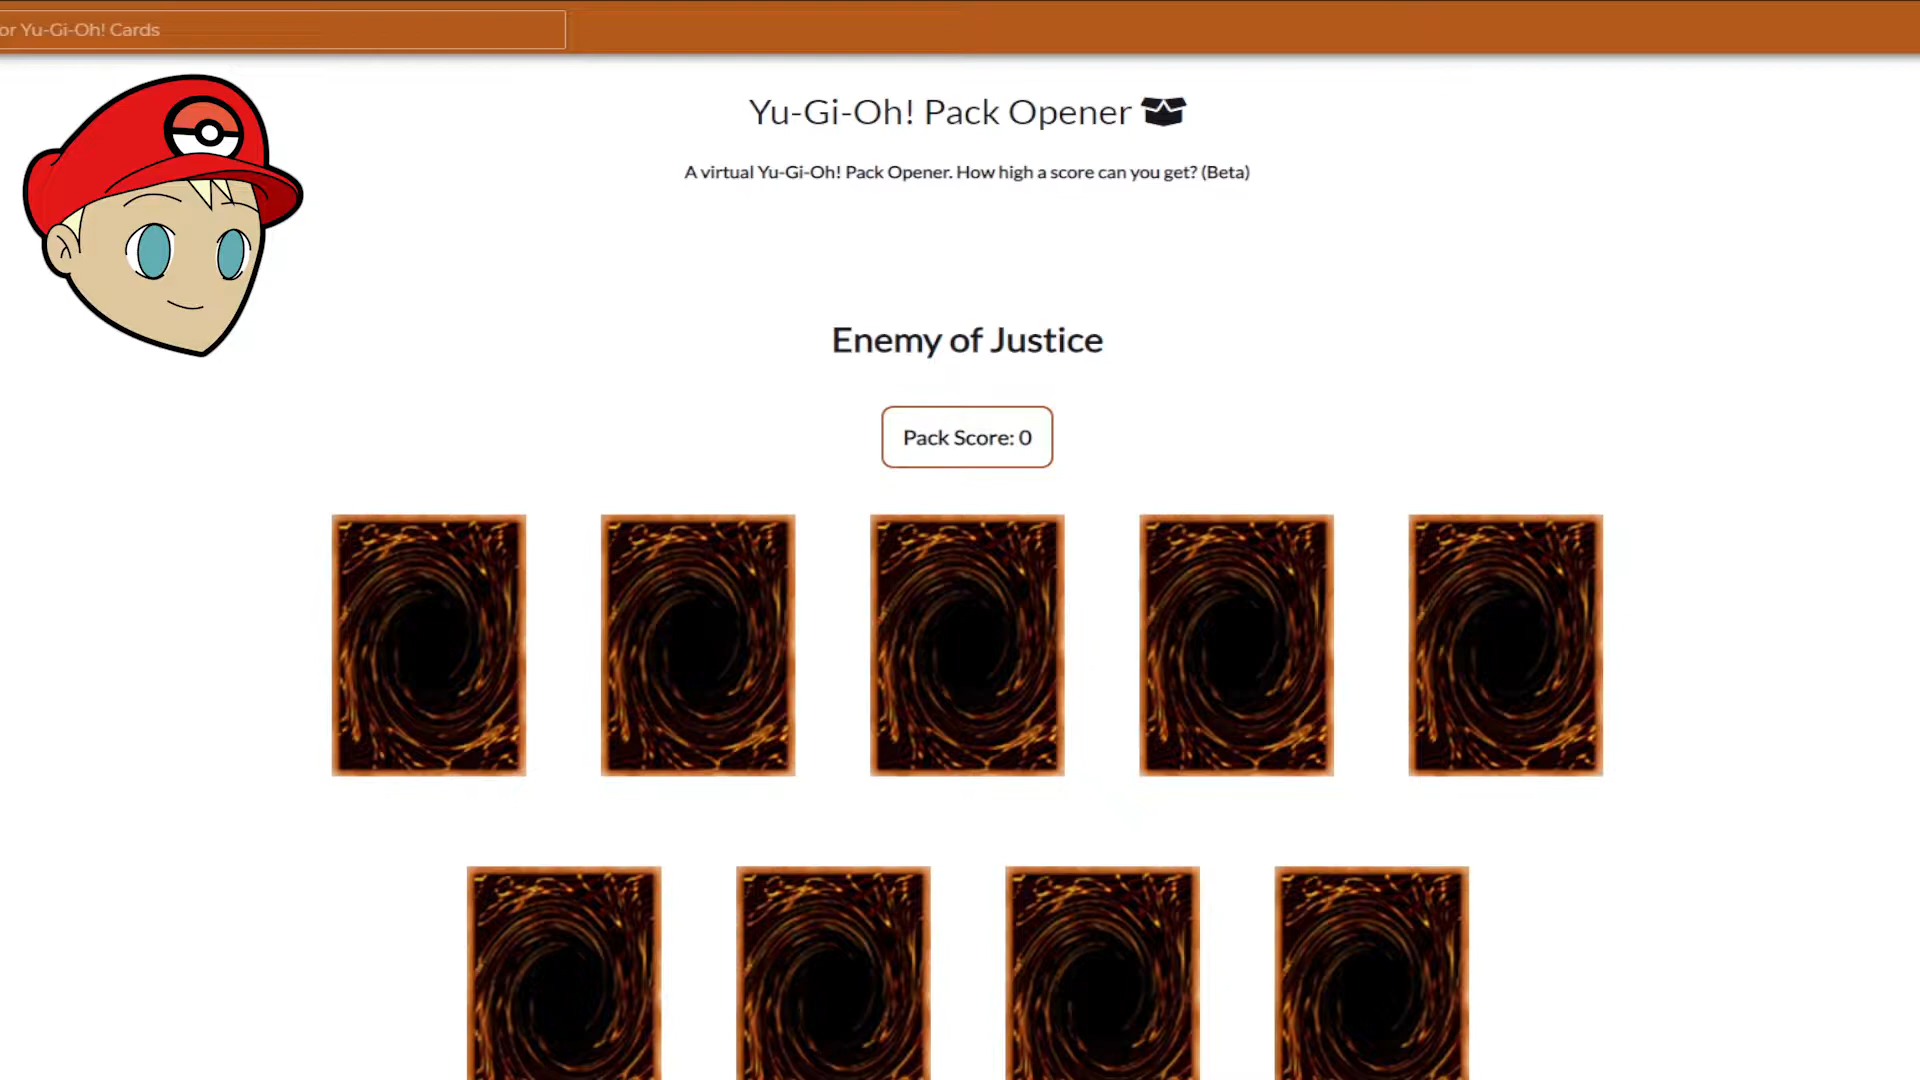 or Yu-Gi-Oh! Cards
Yu-Gi-Oh! Pack Opener
A virtual Yu-Gi-Oh! Pack Opener. How high a score can you get? (Beta)
Enemy of Justice
Pack Score: 0